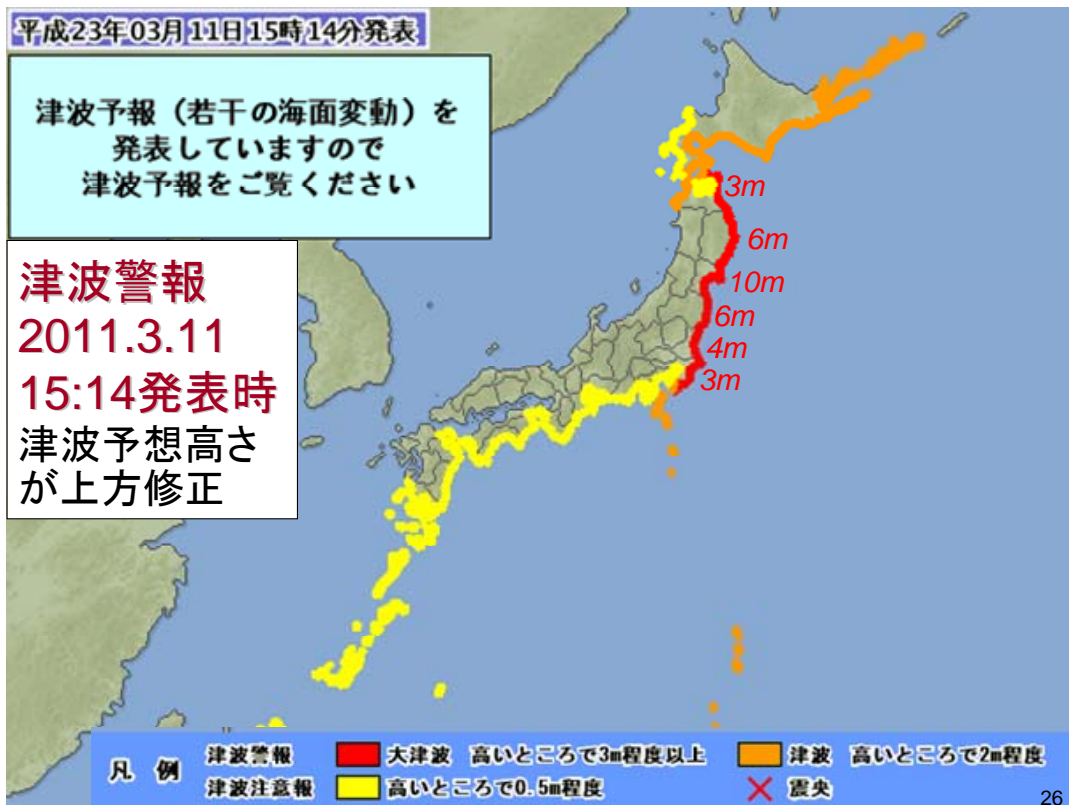 平成23年03月11日15時14分発表
津波予報（若干の海面変動）を
発表していますので
津波予報をご覧ください
津波警報
2011.3.11
15:14発表時
津波予想高さ
が上方修正
3m
6m
10m
6m
4m
3m
凡 例
津波警報 大津波 高いところで3m程度以上 津波 高いところで2m程度
津波注意報 高いところで0.5m程度 震央
26